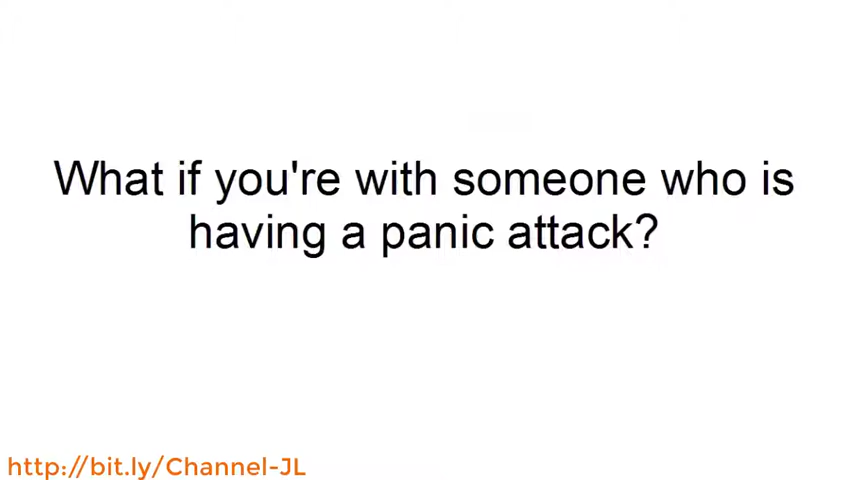 What if you're with someone who is
having a panic attack?
http://bit.ly/Channel-JL